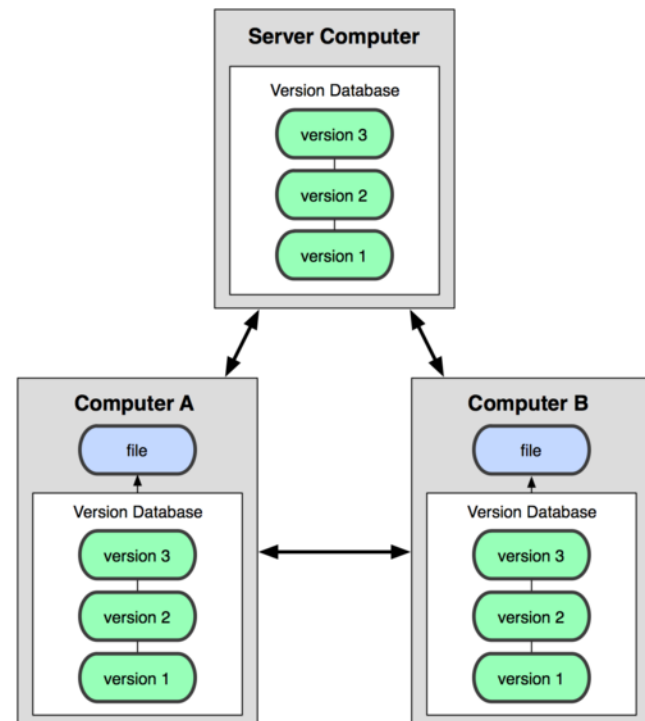 Server Computer
Version Database
version 3
version 2
version 1
Computer A
file
Version Database
version 3
version 2
version 1
Computer B
file
Version Database
version 3
version 2
version 1